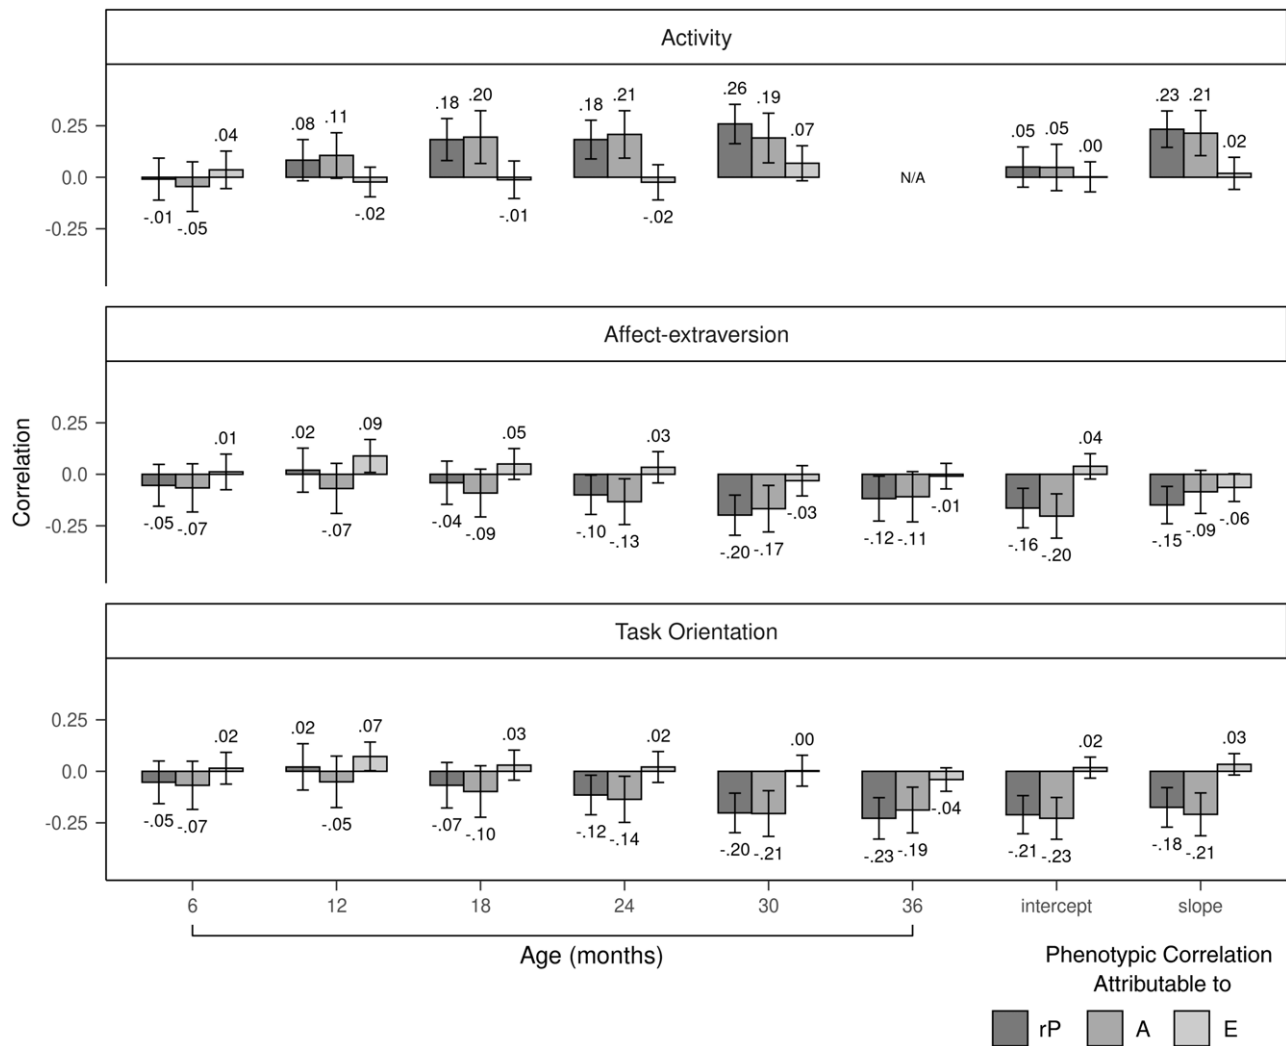 Activity
0.25
0.0
-0.25
-.01 -.05 .04
.08 .11 -.02
.18 .20 -.01
.18 .21 -.02
.26 .19 .07
N/A
.05 .05 .00
.23 .21 .02
Affect-extraversion
Correlation
0.25
0.0
-0.25
-.05 -.07 .01
.02 -.07 .09
-.04 -.09 .05
-.10 -.13 .03
-.20 -.17 -.03
-.12 -.11 -.01
-.16 -.20 .04
-.15 -.09 -.06
Task Orientation
0.25
0.0
-0.25
-.05 -.07 .02
.02 -.05 .07
-.07 -.10 .03
-.12 -.14 .02
-.20 -.21 .00
-.23 -.19 -.04
-.21 -.23 .02
-.18 -.21 .03
6 12 18 24 30 36 intercept slope
Age (months)
Phenotypic Correlation
Attributable to
rP A E